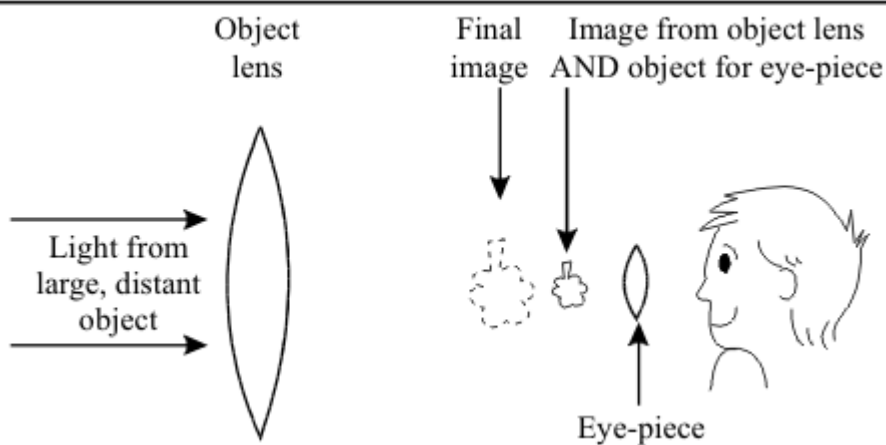 Object
lens
Final
image
Image from object lens
AND object for eye-piece
Light from
large, distant
object
Eye-piece